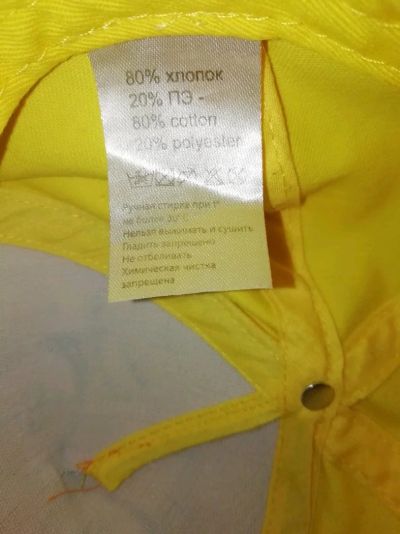 80% хлопок
20% ПЭ -
80% cotton
20% polyester
Ручная стирка при t°
не более 30°C
Нельзя выжимать и сушить
Гладить запрещено
Не отбеливать
Химическая чистка
запрещена